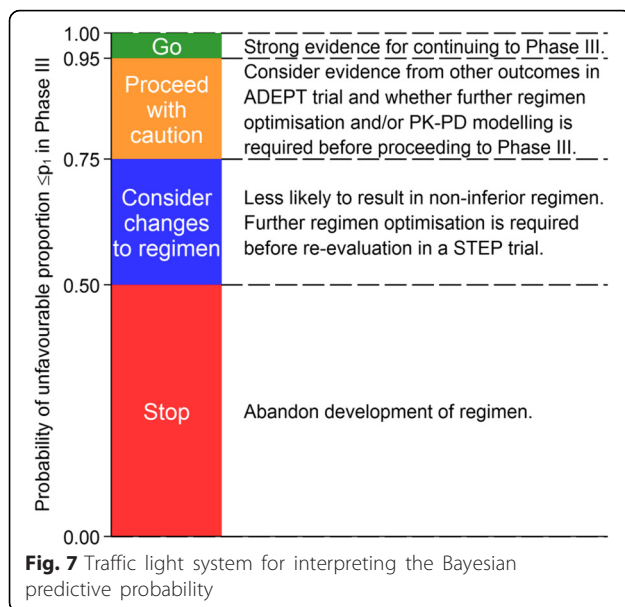 Probability of unfavourable proportion ≤p₁ in Phase III
1.00
0.95
0.75
0.50
0.00
Go
Strong evidence for continuing to Phase III.
Proceed
with
caution
Consider evidence from other outcomes in
ADEPT trial and whether further regimen
optimisation and/or PK-PD modelling is
required before proceeding to Phase III.
Consider
changes
to regimen
Less likely to result in non-inferior regimen.
Further regimen optimisation is required
before re-evaluation in a STEP trial.
Stop
Abandon development of regimen.
Fig. 7 Traffic light system for interpreting the Bayesian
predictive probability